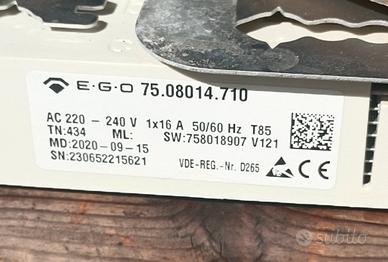 E·G·O 75.08014.710
AC 220 - 240 V 1x16 A 50/60 Hz T85
TN:434 ML: SW:758018907 V121
MD:2020-09-15
SN:230652215621
VDE-REG.-Nr. D265
CE
subito